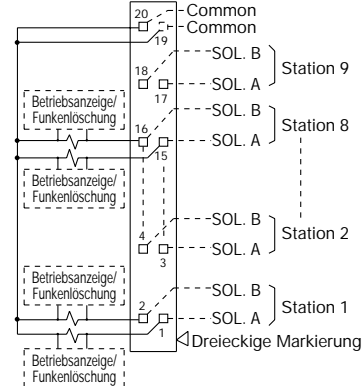 20 Common
19 Common
18 SOL. B
17 SOL. A
Station 9
Betriebsanzeige/
Funkenlöschung
16 SOL. B
15 SOL. A
Station 8
Betriebsanzeige/
Funkenlöschung
4 SOL. B
3 SOL. A
Station 2
Betriebsanzeige/
Funkenlöschung
2 SOL. B
1 SOL. A
Station 1
Dreieckige Markierung
Betriebsanzeige/
Funkenlöschung